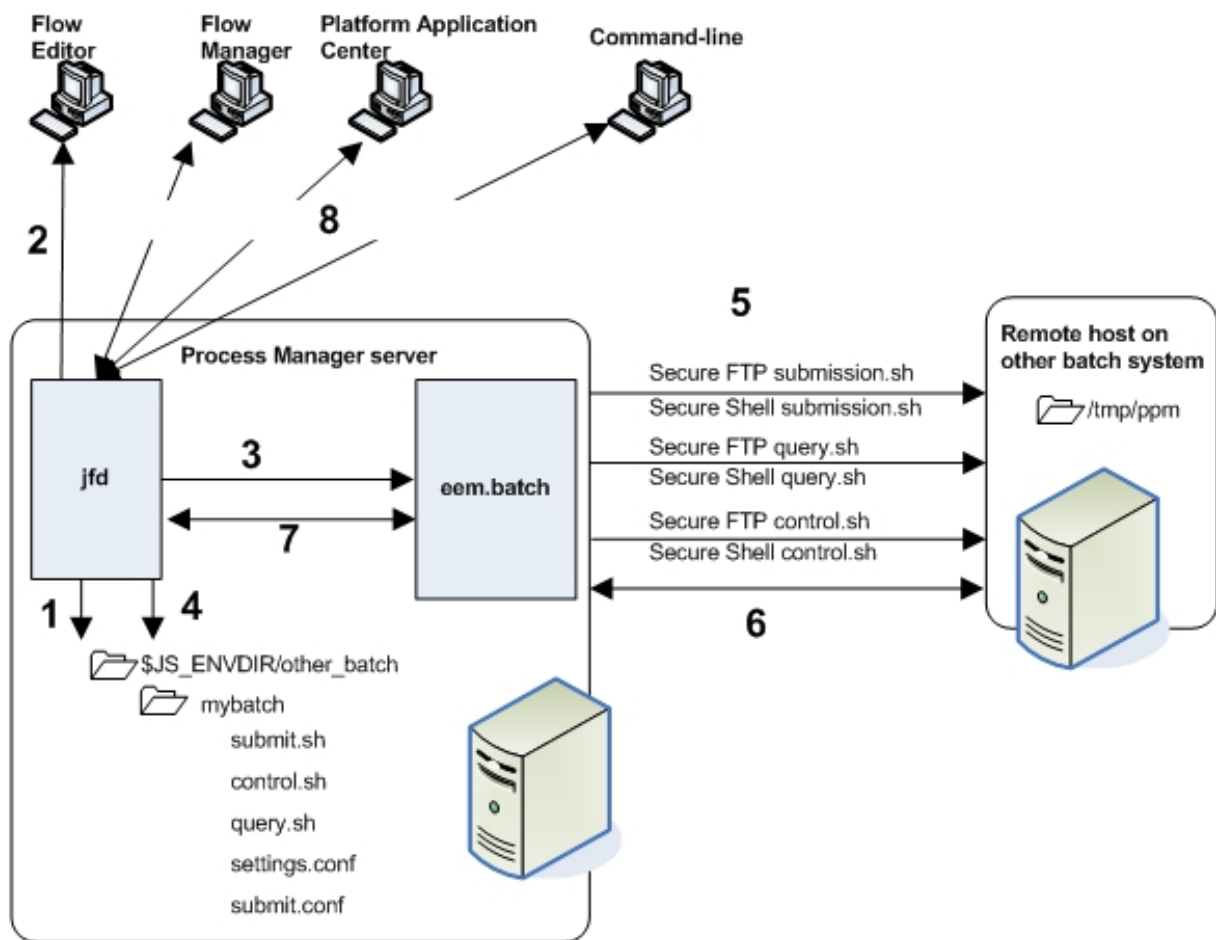 Flow
Editor
Flow
Manager
Platform Application
Center
Command-line
2
8
5
Process Manager server
Remote host on
other batch system
/tmp/ppm
jfd
3
7
eem.batch
Secure FTP submission.sh
Secure Shell submission.sh
Secure FTP query.sh
Secure Shell query.sh
Secure FTP control.sh
Secure Shell control.sh
6
1
4
$JS_ENVDIR/other_batch
mybatch
submit.sh
control.sh
query.sh
settings.conf
submit.conf